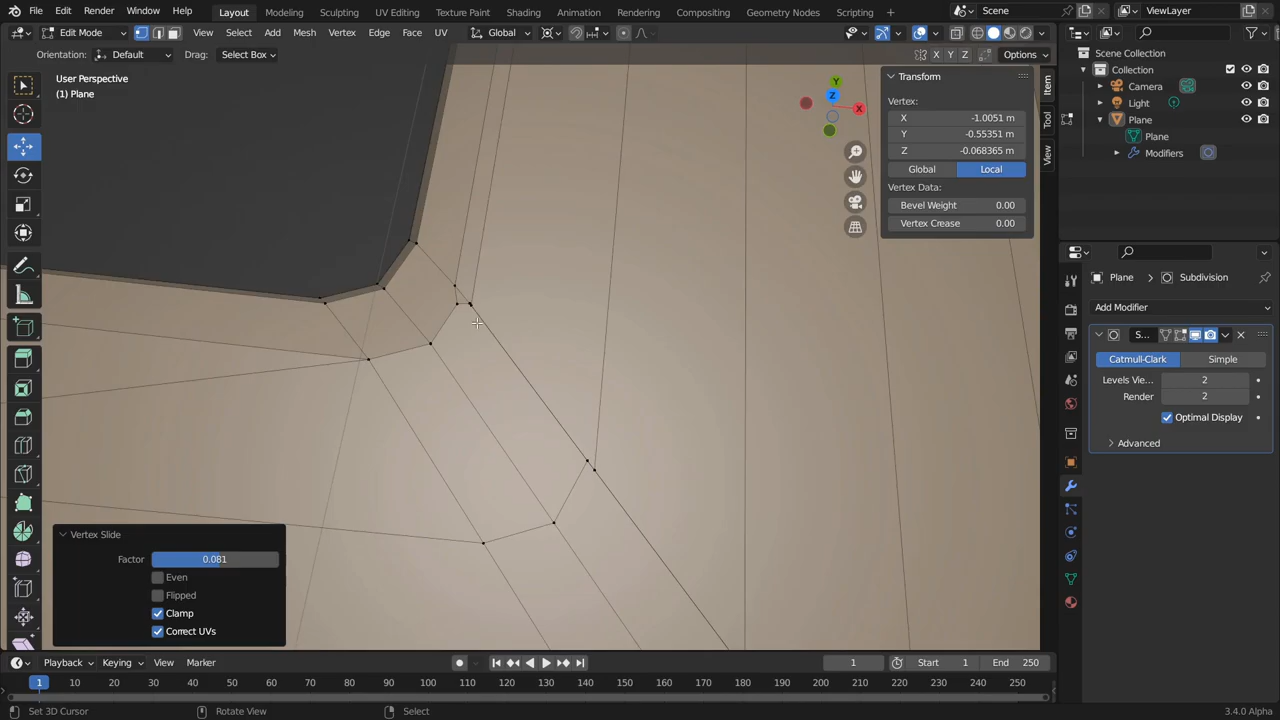 File Edit Render Window Help Layout Modeling Sculpting UV Editing Texture Paint Shading Animation Rendering Compositing Geometry Nodes Scripting Scene ViewLayer
Edit Mode View Select Add Mesh Vertex Edge Face UV Global
Orientation: Default Drag: Select Box X Y Z Options
User Perspective
(1) Plane
Y
Z
X
Transform
Vertex:
X -1.0051 m
Y -0.55351 m
Z -0.068365 m
Global Local
Vertex Data:
Bevel Weight 0.00
Vertex Crease 0.00
Item
Tool
View
Scene Collection
Collection
Camera
Light
Plane
Plane
Modifiers
Plane Subdivision
Add Modifier
S...
Catmull-Clark Simple
Levels Vie... 2
Render 2
Optimal Display
Advanced
Vertex Slide
Factor 0.081
Even
Flipped
Clamp
Correct UVs
Playback Keying View Marker 1 Start 1 End 250
1 10 20 30 40 50 60 70 80 90 100 110 120 130 140 150 160 170 180 190 200 210 220 230 240 250
Set 3D Cursor Rotate View Select 3.4.0 Alpha